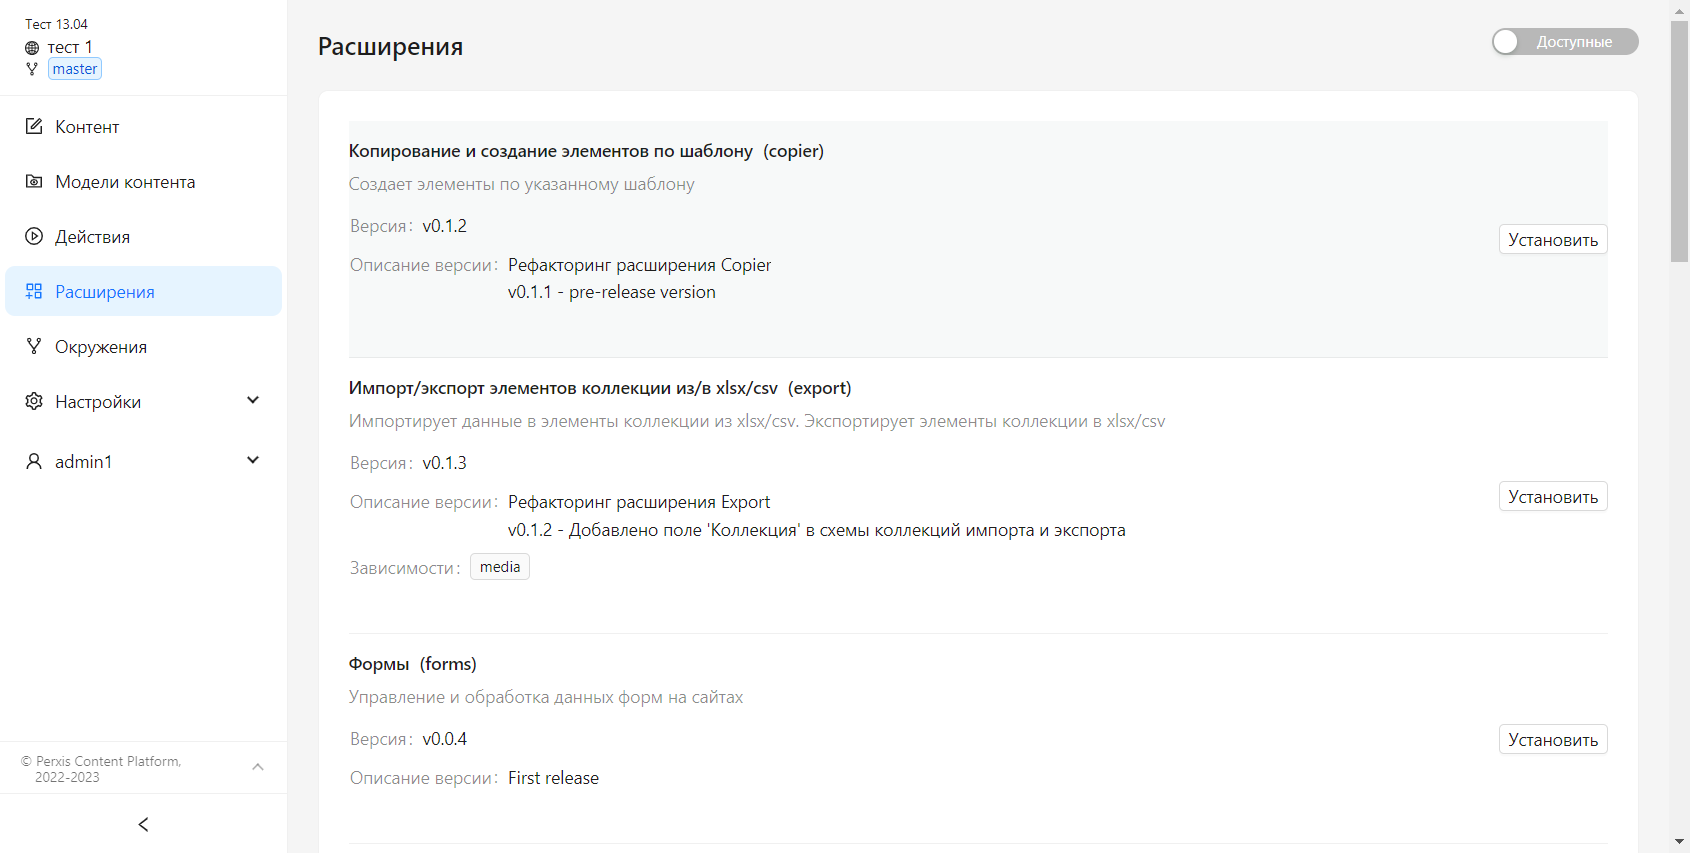 Тест 13.04
тест 1
master
Контент
Модели контента
Действия
Расширения
Окружения
Настройки
admin1
© Perxis Content Platform,
2022-2023
Расширения
Доступные
Копирование и создание элементов по шаблону (copier)
Создает элементы по указанному шаблону
Версия: v0.1.2
Установить
Описание версии: Рефакторинг расширения Copier
v0.1.1 - pre-release version
Импорт/экспорт элементов коллекции из/в xlsx/csv (export)
Импортирует данные в элементы коллекции из xlsx/csv. Экспортирует элементы коллекции в xlsx/csv
Версия: v0.1.3
Установить
Описание версии: Рефакторинг расширения Export
v0.1.2 - Добавлено поле 'Коллекция' в схемы коллекций импорта и экспорта
Зависимости: media
Формы (forms)
Управление и обработка данных форм на сайтах
Версия: v0.0.4
Установить
Описание версии: First release